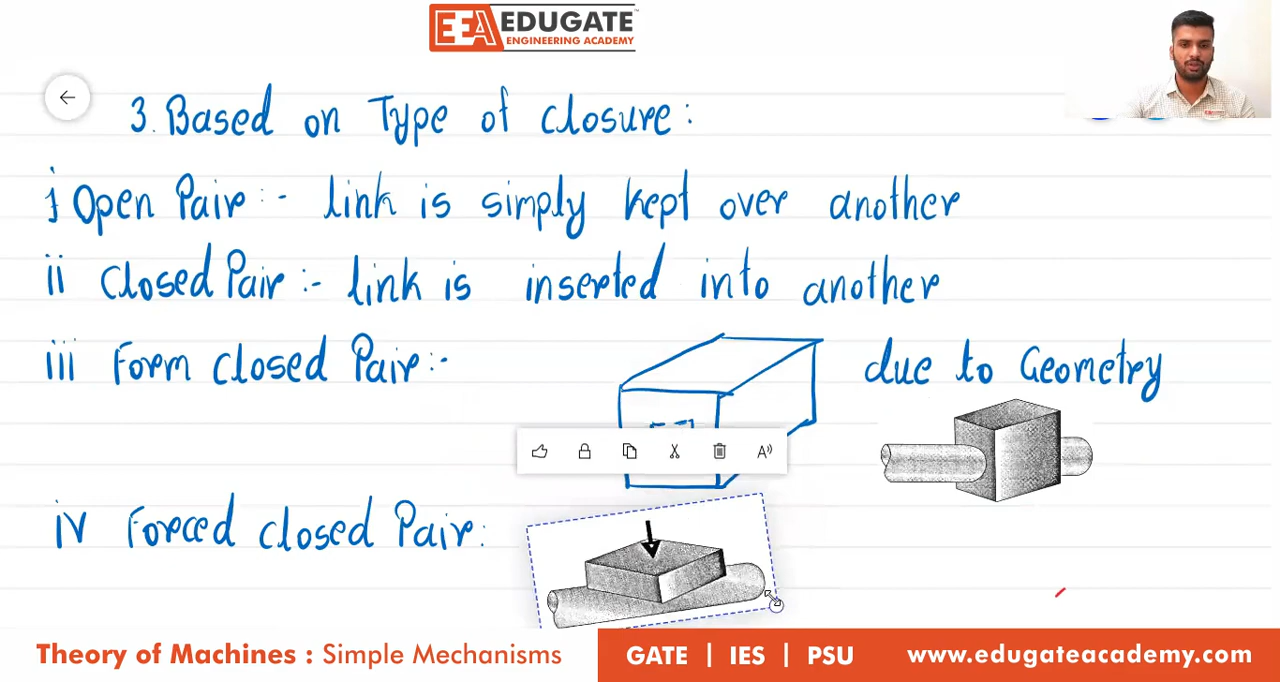 EEA EDUGATE™
ENGINEERING ACADEMY
3. Based on Type of closure:
i Open Pair :- link is simply kept over another
ii Closed Pair :- link is inserted into another
iii Form closed Pair :- due to Geometry
A
iv Forced closed Pair:
Theory of Machines : Simple Mechanisms GATE | IES | PSU www.edugateacademy.com